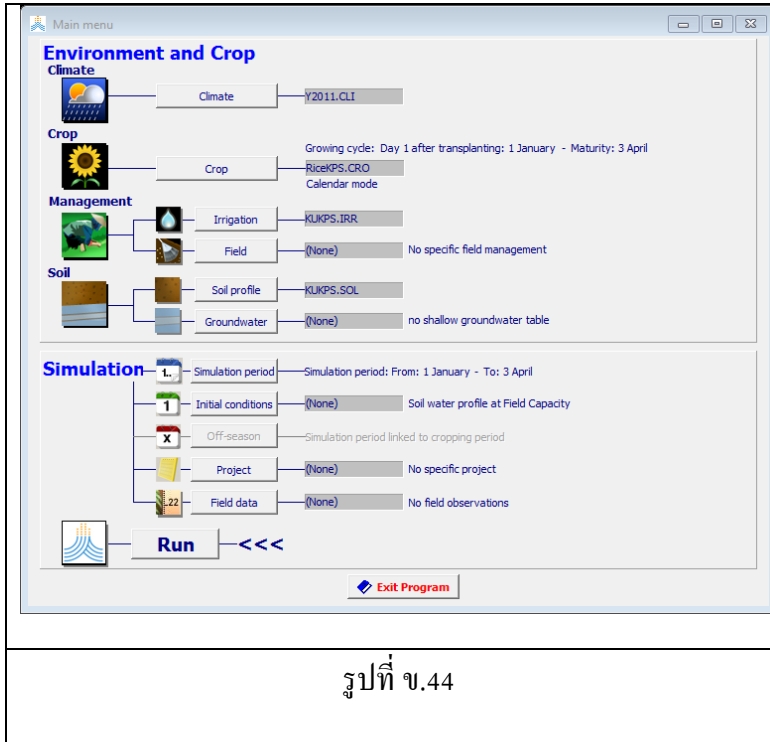 Main menu
Environment and Crop
Climate
Climate
Y2011.CLI
Crop
Growing cycle: Day 1 after transplanting: 1 January - Maturity: 3 April
Crop
RiceKPS.CRO
Calendar mode
Management
Irrigation
KUKPS.IRR
Field
(None)
No specific field management
Soil
Soil profile
KUKPS.SOL
Groundwater
(None)
no shallow groundwater table
Simulation
1..
Simulation period
Simulation period: From: 1 January - To: 3 April
1
Initial conditions
(None)
Soil water profile at Field Capacity
X
Off-season
Simulation period linked to cropping period
Project
(None)
No specific project
.22
Field data
(None)
No field observations
Run
<<<
Exit Program
รูปที่ ข.44